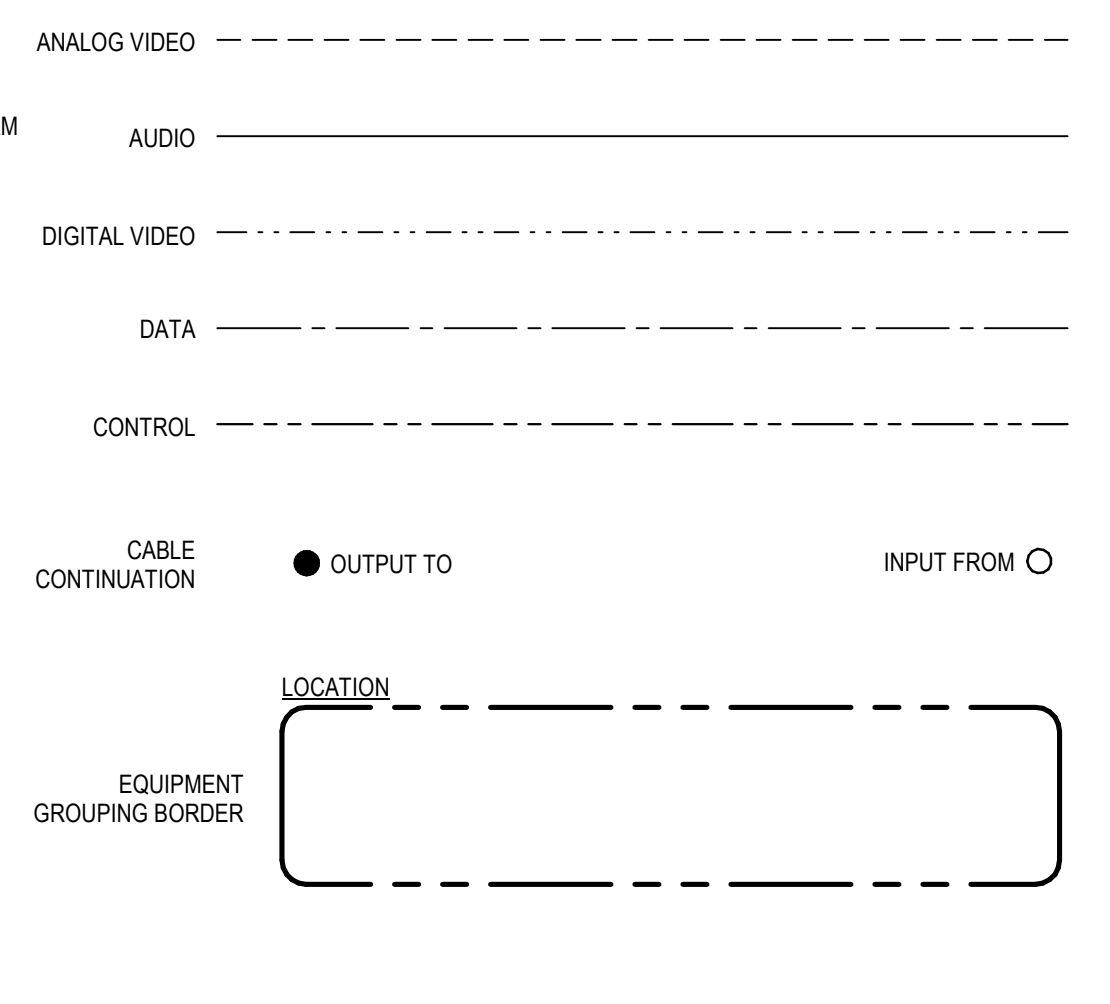 ANALOG VIDEO
AUDIO
DIGITAL VIDEO
DATA
CONTROL
CABLE
CONTINUATION
OUTPUT TO
INPUT FROM
LOCATION
EQUIPMENT
GROUPING BORDER